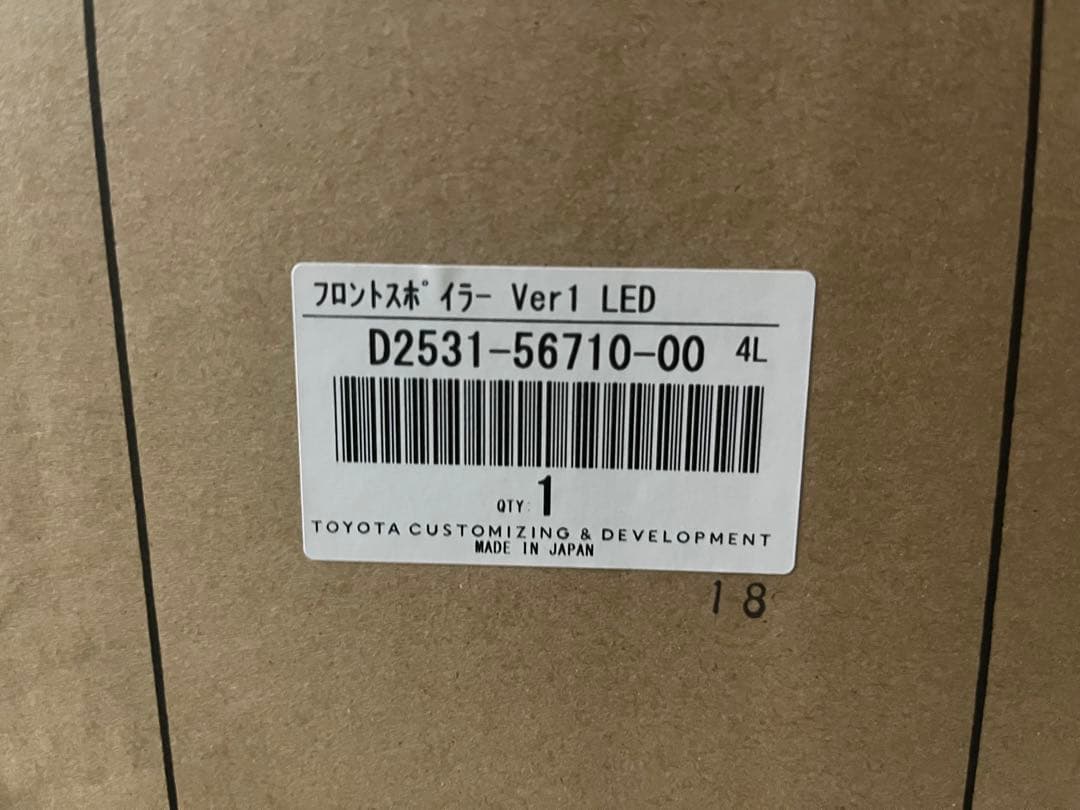 フロントスポイラー Ver1 LED
D2531-56710-00 4L
QTY: 1
TOYOTA CUSTOMIZING & DEVELOPMENT
MADE IN JAPAN
18